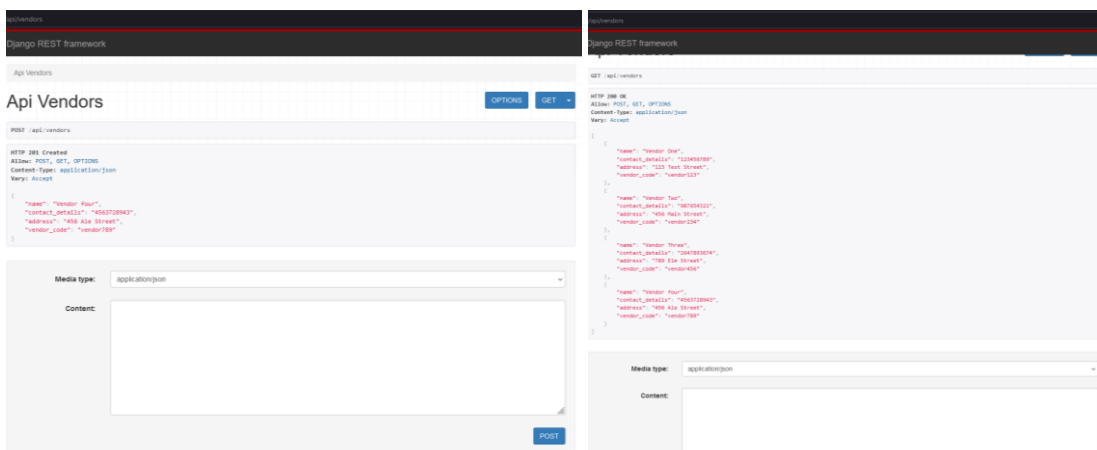 api/vendors
Django REST framework
Api Vendors
Api Vendors
OPTIONS
GET
POST /api/vendors
HTTP 201 Created
Allow: POST, GET, OPTIONS
Content-Type: application/json
Vary: Accept
{
"name": "Vendor Four",
"contact_details": "4563728943",
"address": "456 Ale Street",
"vendor_code": "vendor789"
}
Media type:
application/json
Content:
POST
/api/vendors
Django REST framework
GET /api/vendors
HTTP 200 OK
Allow: POST, GET, OPTIONS
Content-Type: application/json
Vary: Accept
[
{
"name": "Vendor One",
"contact_details": "123456789",
"address": "123 Test Street",
"vendor_code": "vendor123"
},
{
"name": "Vendor Two",
"contact_details": "987654321",
"address": "456 Main Street",
"vendor_code": "vendor234"
},
{
"name": "Vendor Three",
"address": "789 Elm Street",
"vendor_code": "vendor456"
},
{
"name": "Vendor Four",
"contact_details": "4563728943",
"address": "456 Ale Street",
"vendor_code": "vendor789"
}
]
Media type:
application/json
Content: